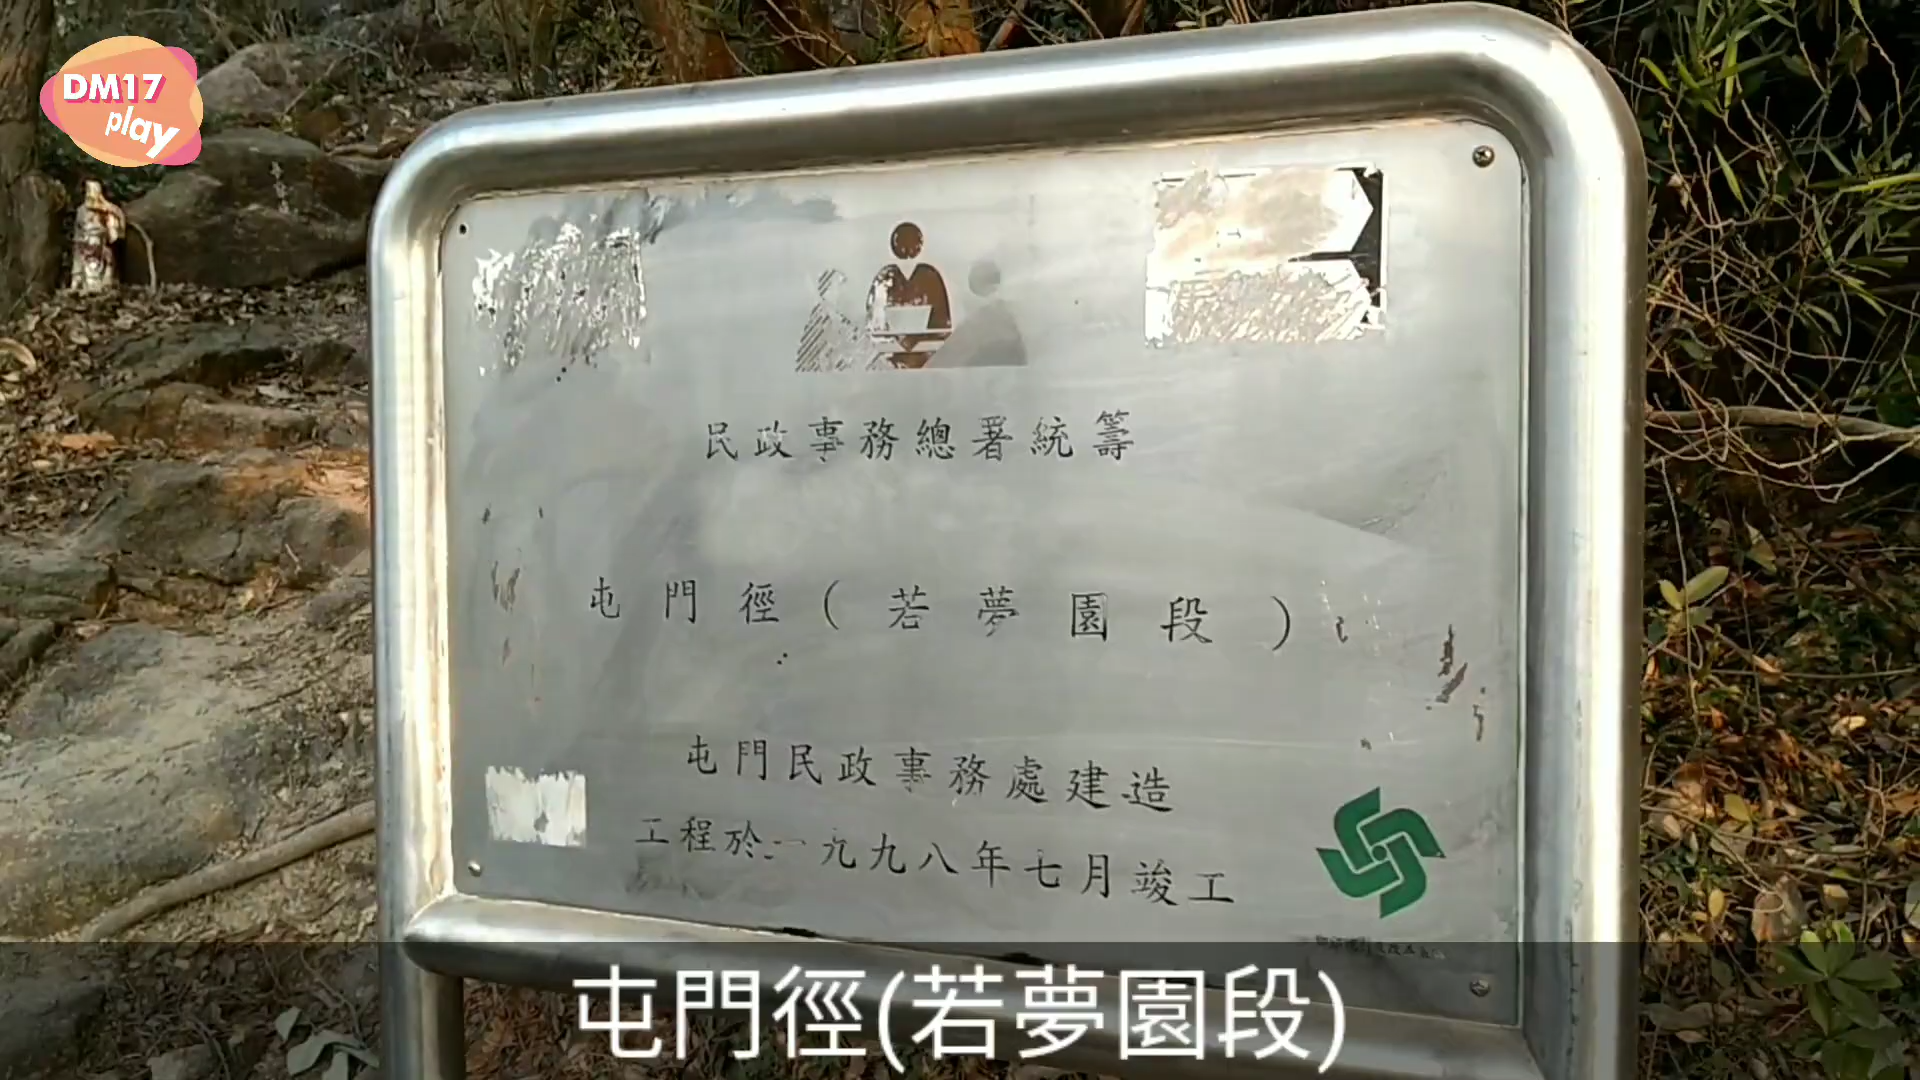 DM17
play
民政事務總署統籌
屯門徑(若夢園段)
屯門民政事務處建造
工程於一九九八年七月竣工
屯門徑(若夢園段)